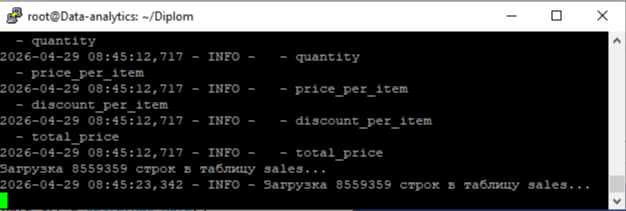 root@Data-analytics: ~/Diplom
- quantity
2026-04-29 08:45:12,717 - INFO -   - quantity
- price_per_item
2026-04-29 08:45:12,717 - INFO -   - price_per_item
- discount_per_item
2026-04-29 08:45:12,717 - INFO -   - discount_per_item
- total_price
2026-04-29 08:45:12,717 - INFO -   - total_price
Загрузка 8559359 строк в таблицу sales...
2026-04-29 08:45:23,342 - INFO - Загрузка 8559359 строк в таблицу sales...